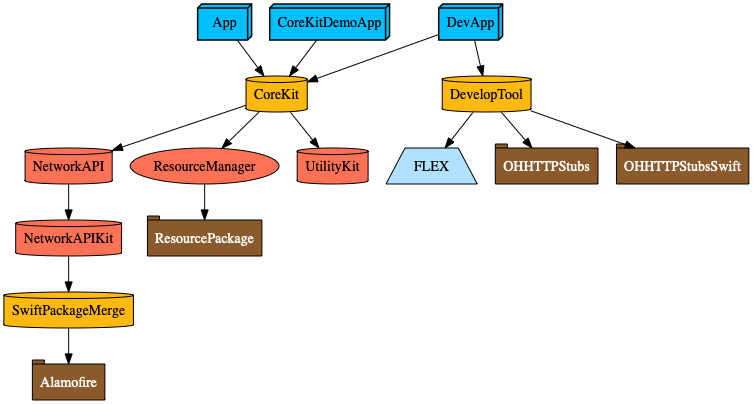 App
CoreKitDemoApp
DevApp
CoreKit
DevelopTool
NetworkAPI
ResourceManager
UtilityKit
FLEX
OHHTTPStubs
OHHTTPStubsSwift
NetworkAPIKit
ResourcePackage
SwiftPackageMerge
Alamofire